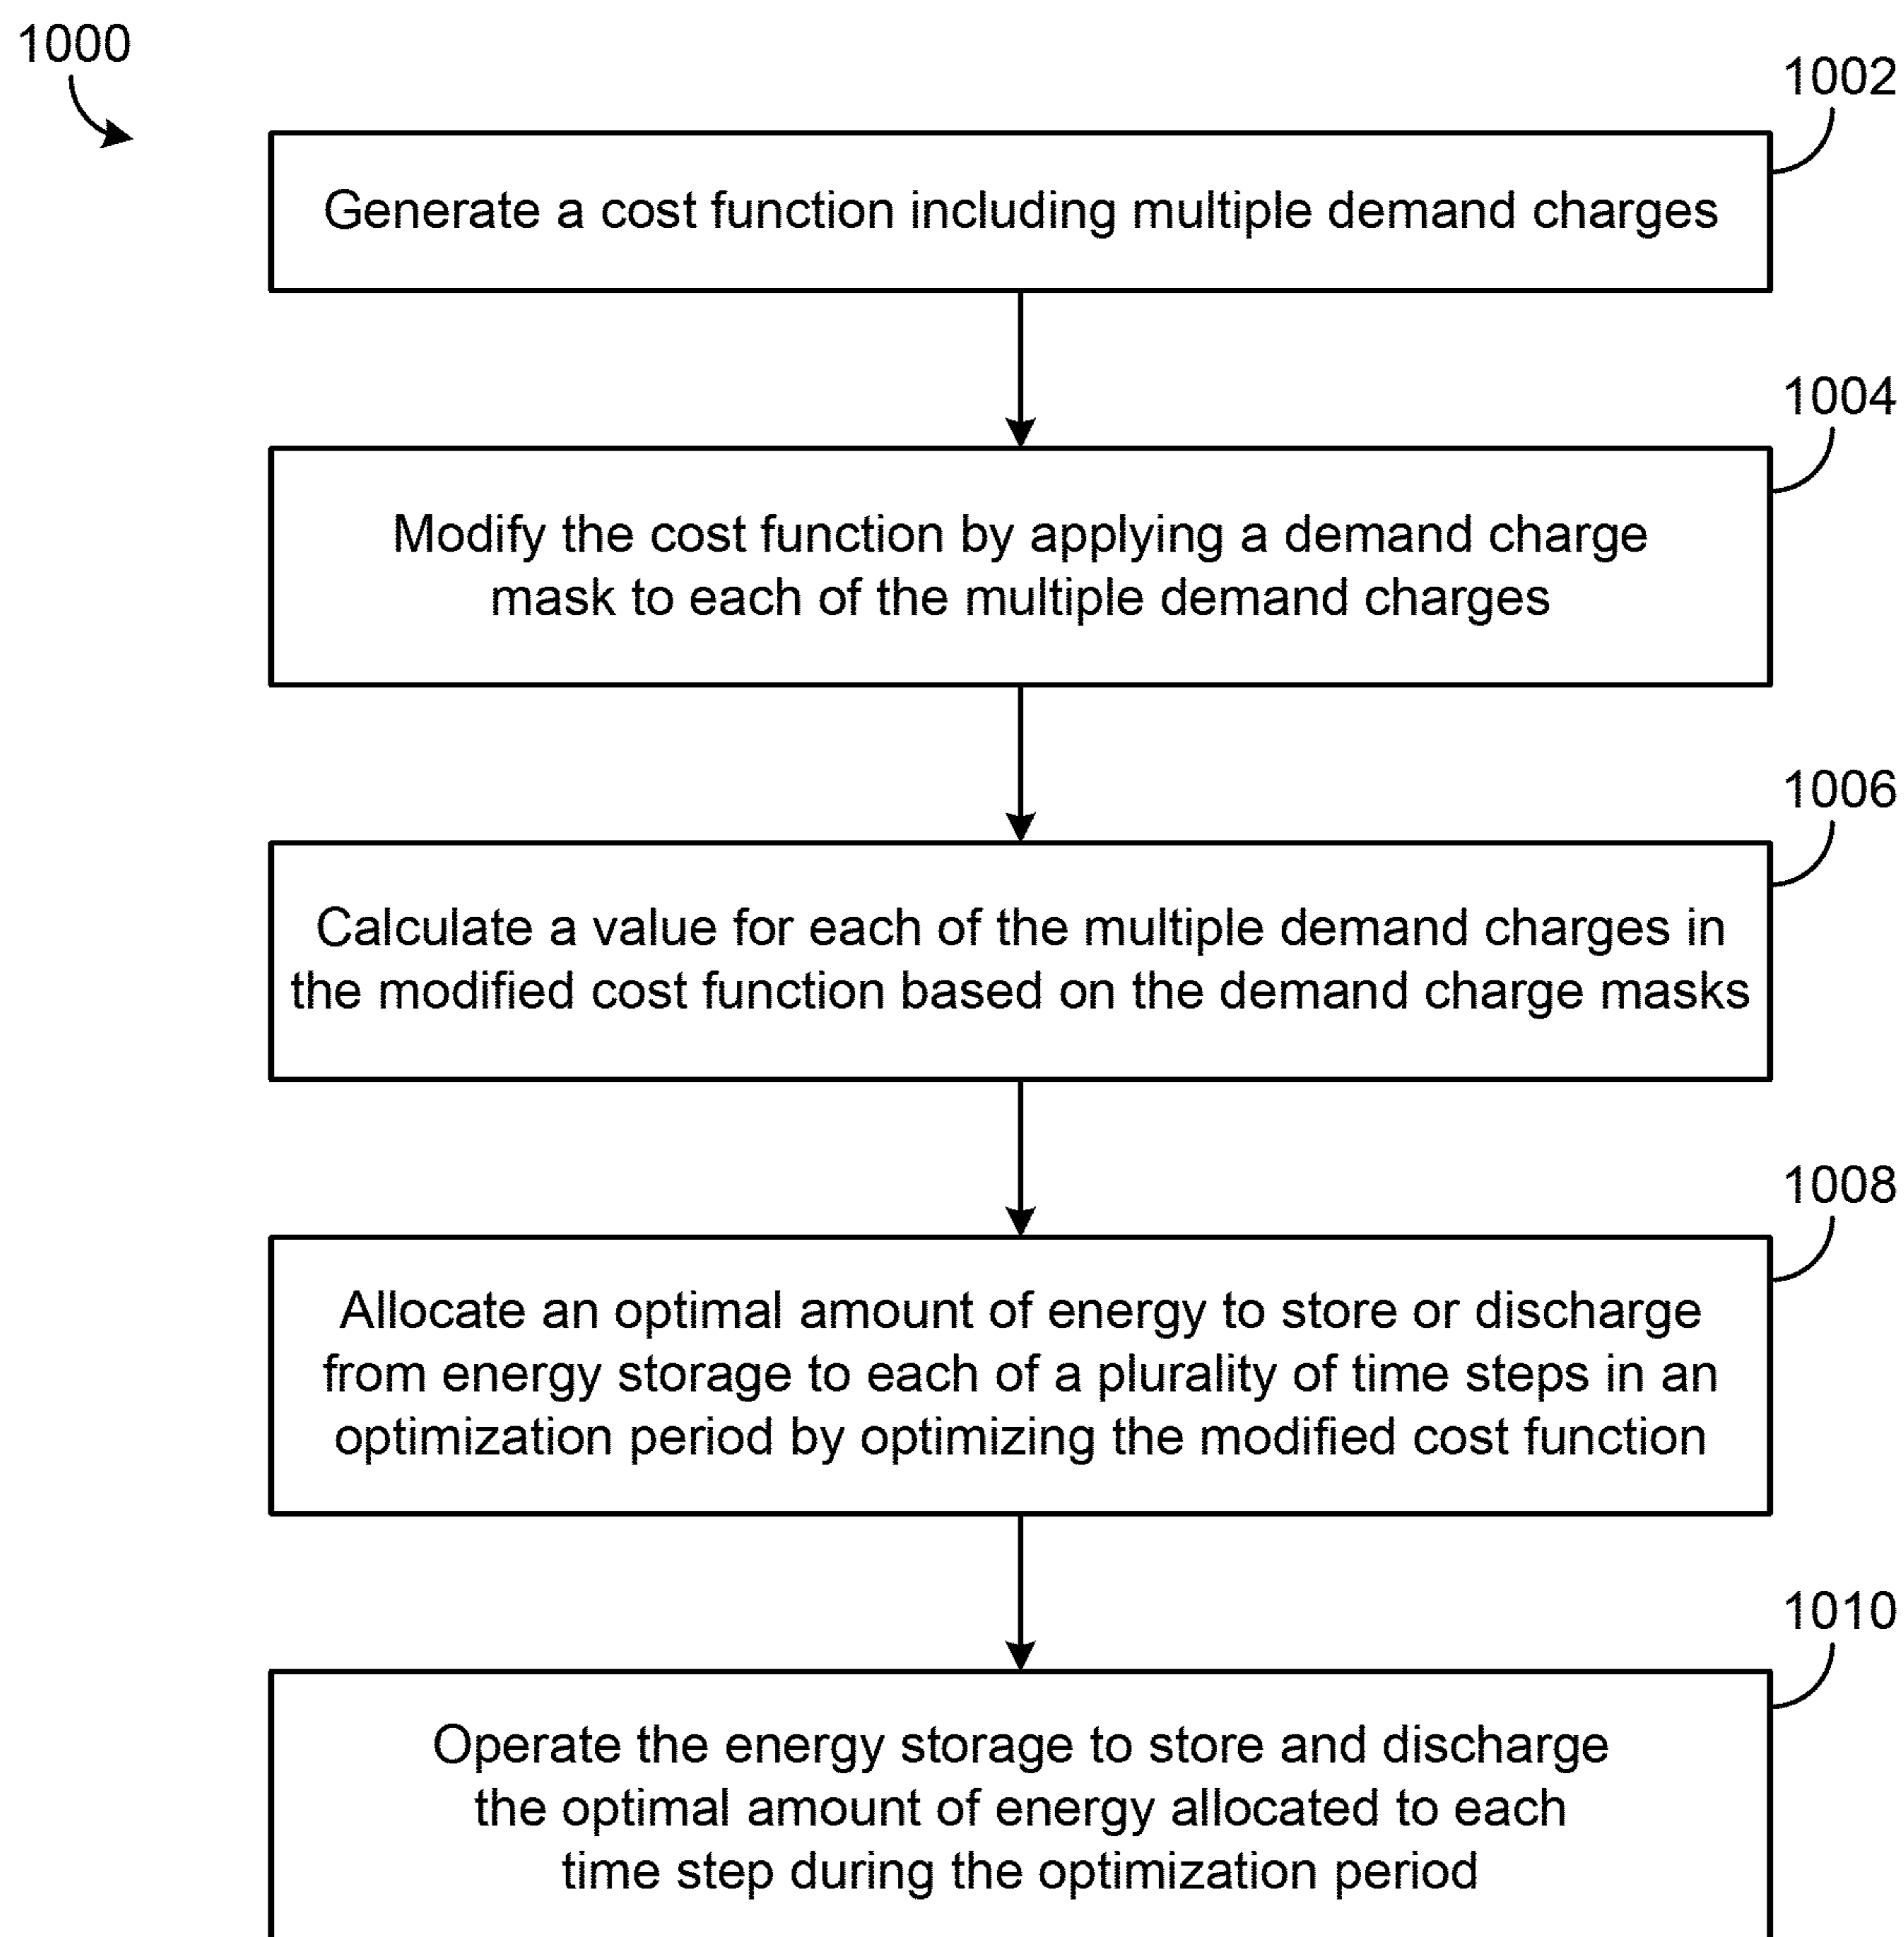 1000
1002
Generate a cost function including multiple demand charges
1004
Modify the cost function by applying a demand charge
mask to each of the multiple demand charges
1006
Calculate a value for each of the multiple demand charges in
the modified cost function based on the demand charge masks
1008
Allocate an optimal amount of energy to store or discharge
from energy storage to each of a plurality of time steps in an
optimization period by optimizing the modified cost function
1010
Operate the energy storage to store and discharge
the optimal amount of energy allocated to each
time step during the optimization period